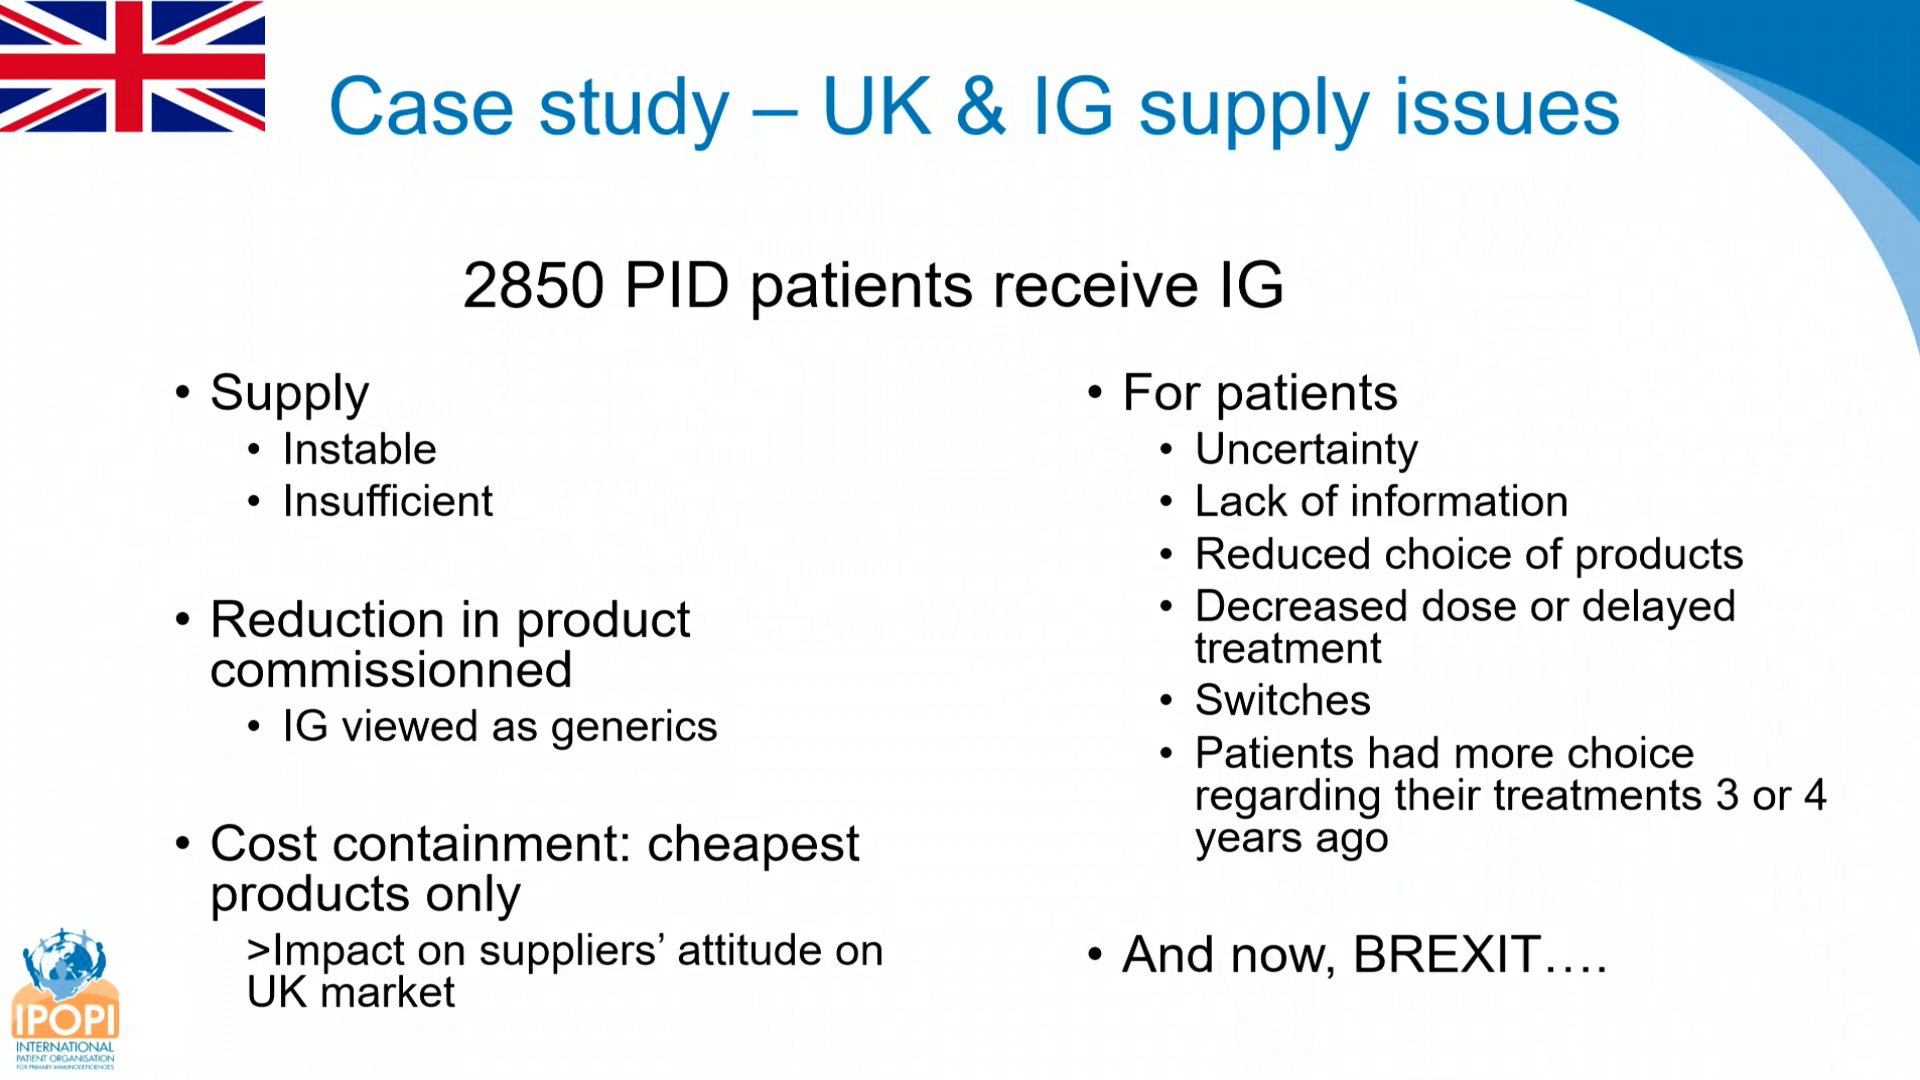 Case study – UK & IG supply issues
2850 PID patients receive IG
• Supply
• Instable
• Insufficient
• Reduction in product
commissionned
• IG viewed as generics
• Cost containment: cheapest
products only
>Impact on suppliers’ attitude on
UK market
• For patients
• Uncertainty
• Lack of information
• Reduced choice of products
• Decreased dose or delayed
treatment
• Switches
• Patients had more choice
regarding their treatments 3 or 4
years ago
• And now, BREXIT….
IPOPI
INTERNATIONAL
PATIENT ORGANISATION
FOR PRIMARY IMMUNODEFICIENCIES